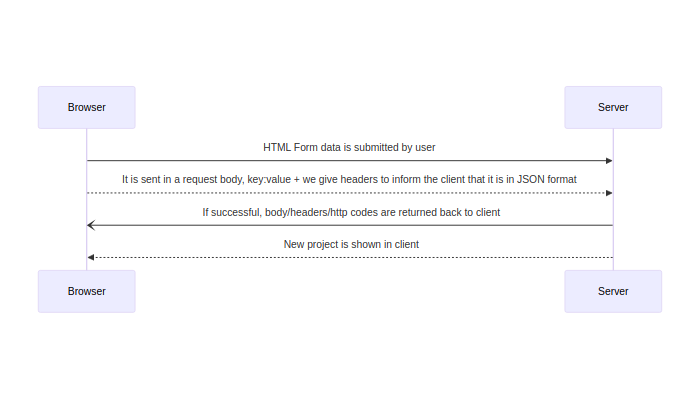 Browser
Server
HTML Form data is submitted by user
It is sent in a request body, key:value + we give headers to inform the client that it is in JSON format
If successful, body/headers/http codes are returned back to client
New project is shown in client
Browser
Server